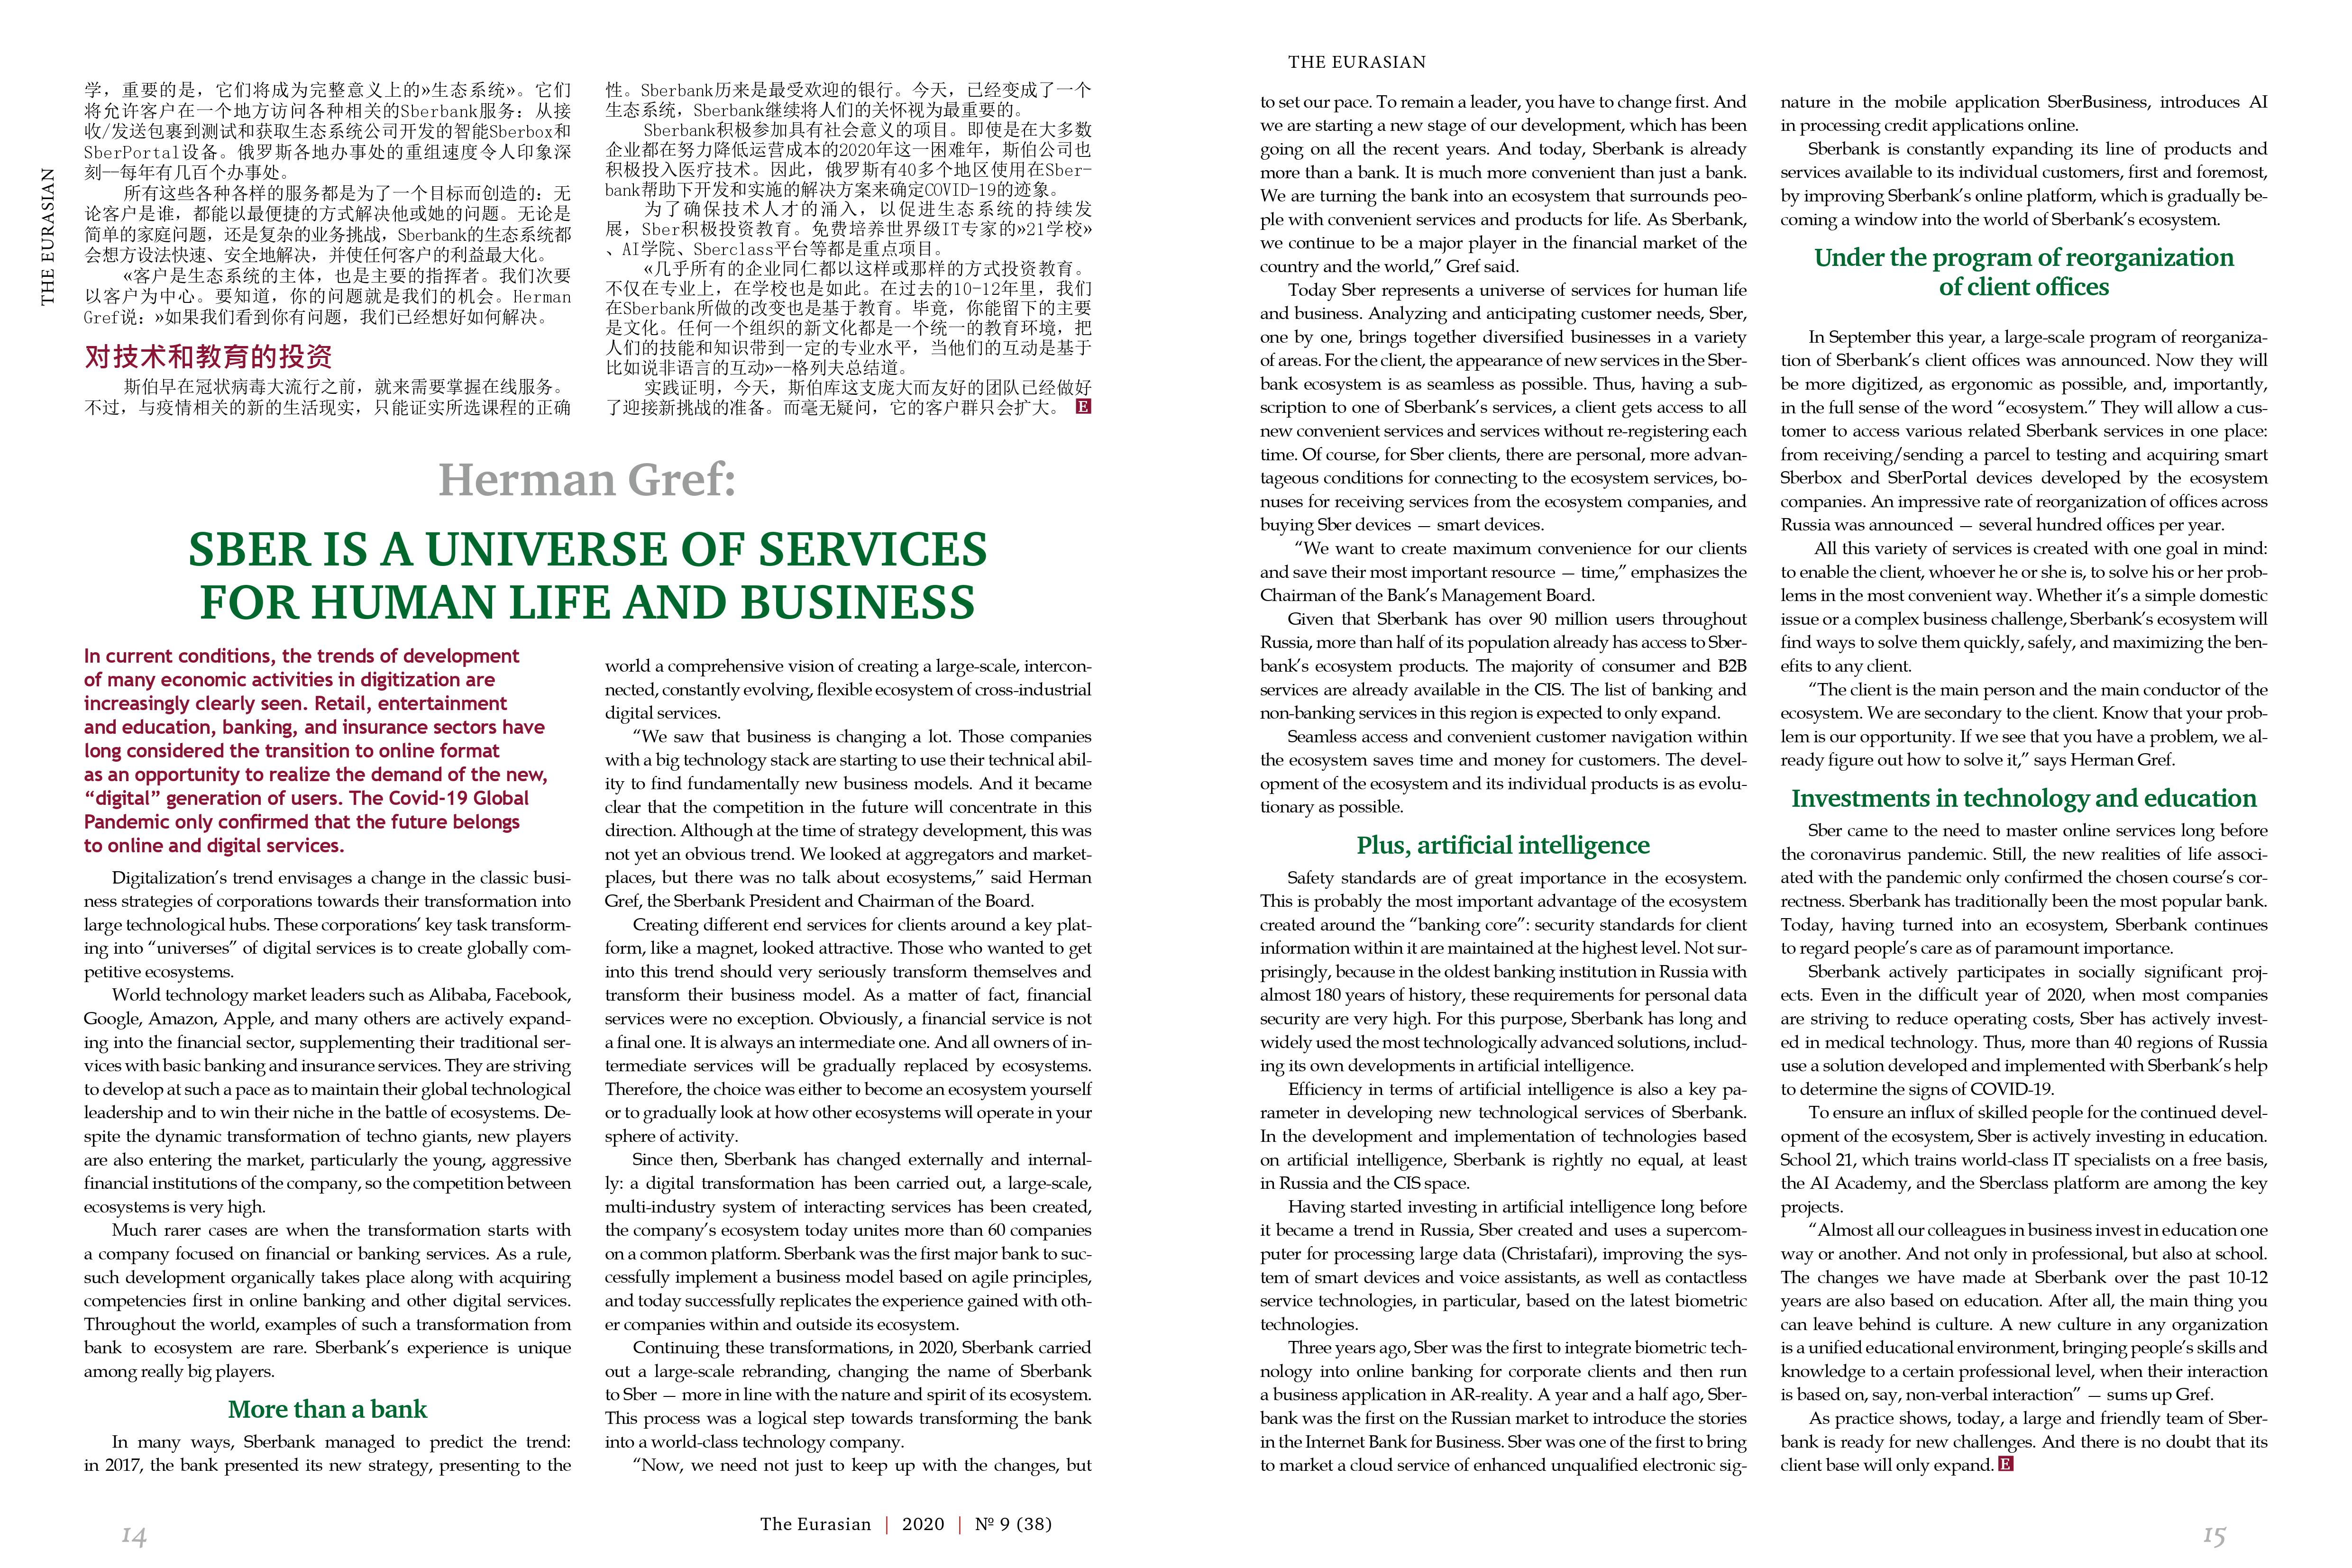 THE EURASIAN
学，重要的是，它们将成为完整意义上的»生态系统»。它们
将允许客户在一个地方访问各种相关的Sberbank服务：从接
收/发送包裹到测试和获取生态系统公司开发的智能Sberbox和
SberPortal设备。俄罗斯各地办事处的重组速度令人印象深
刻--每年有几百个办事处。
所有这些各种各样的服务都是为了一个目标而创造的：无
论客户是谁，都能以最便捷的方式解决他或她的问题。无论是
简单的家庭问题，还是复杂的业务挑战，Sberbank的生态系统都
会想方设法快速、安全地解决，并使任何客户的利益最大化。
«客户是生态系统的主体，也是主要的指挥者。我们次要
以客户为中心。要知道，你的问题就是我们的机会。Herman
Gref说：»如果我们看到你有问题，我们已经想好如何解决。
对技术和教育的投资
斯伯早在冠状病毒大流行之前，就来需要掌握在线服务。
不过，与疫情相关的新的生活现实，只能证实所选课程的正确
性。Sberbank历来是最受欢迎的银行。今天，已经变成了一个
生态系统，Sberbank继续将人们的关怀视为最重要的。
Sberbank积极参加具有社会意义的项目。即使是在大多数
企业都在努力降低运营成本的2020年这一困难年，斯伯公司也
积极投入医疗技术。因此，俄罗斯有40多个地区使用在Sber-
bank帮助下开发和实施的解决方案来确定COVID-19的迹象。
为了确保技术人才的涌入，以促进生态系统的持续发
展，Sber积极投资教育。免费培养世界级IT专家的»21学校»
、AI学院、Sberclass平台等都是重点项目。
«几乎所有的企业同仁都以这样或那样的方式投资教育。
不仅在专业上，在学校也是如此。在过去的10-12年里，我们
在Sberbank所做的改变也是基于教育。毕竟，你能留下的主要
是文化。任何一个组织的新文化都是一个统一的教育环境，把
人们的技能和知识带到一定的专业水平，当他们的互动是基于
比如说非语言的互动»--格列夫总结道。
实践证明，今天，斯伯库这支庞大而友好的团队已经做好
了迎接新挑战的准备。而毫无疑问，它的客户群只会扩大。 E
Herman Gref:
SBER IS A UNIVERSE OF SERVICES
FOR HUMAN LIFE AND BUSINESS
In current conditions, the trends of development
of many economic activities in digitization are
increasingly clearly seen. Retail, entertainment
and education, banking, and insurance sectors have
long considered the transition to online format
as an opportunity to realize the demand of the new,
“digital” generation of users. The Covid-19 Global
Pandemic only confirmed that the future belongs
to online and digital services.
Digitalization’s trend envisages a change in the classic busi-
ness strategies of corporations towards their transformation into
large technological hubs. These corporations’ key task transform-
ing into “universes” of digital services is to create globally com-
petitive ecosystems.
World technology market leaders such as Alibaba, Facebook,
Google, Amazon, Apple, and many others are actively expand-
ing into the financial sector, supplementing their traditional ser-
vices with basic banking and insurance services. They are striving
to develop at such a pace as to maintain their global technological
leadership and to win their niche in the battle of ecosystems. De-
spite the dynamic transformation of techno giants, new players
are also entering the market, particularly the young, aggressive
financial institutions of the company, so the competition between
ecosystems is very high.
Much rarer cases are when the transformation starts with
a company focused on financial or banking services. As a rule,
such development organically takes place along with acquiring
competencies first in online banking and other digital services.
Throughout the world, examples of such a transformation from
bank to ecosystem are rare. Sberbank’s experience is unique
among really big players.
More than a bank
In many ways, Sberbank managed to predict the trend:
in 2017, the bank presented its new strategy, presenting to the
world a comprehensive vision of creating a large-scale, intercon-
nected, constantly evolving, flexible ecosystem of cross-industrial
digital services.
“We saw that business is changing a lot. Those companies
with a big technology stack are starting to use their technical abil-
ity to find fundamentally new business models. And it became
clear that the competition in the future will concentrate in this
direction. Although at the time of strategy development, this was
not yet an obvious trend. We looked at aggregators and market-
places, but there was no talk about ecosystems,” said Herman
Gref, the Sberbank President and Chairman of the Board.
Creating different end services for clients around a key plat-
form, like a magnet, looked attractive. Those who wanted to get
into this trend should very seriously transform themselves and
transform their business model. As a matter of fact, financial
services were no exception. Obviously, a financial service is not
a final one. It is always an intermediate one. And all owners of in-
termediate services will be gradually replaced by ecosystems.
Therefore, the choice was either to become an ecosystem yourself
or to gradually look at how other ecosystems will operate in your
sphere of activity.
Since then, Sberbank has changed externally and internal-
ly: a digital transformation has been carried out, a large-scale,
multi-industry system of interacting services has been created,
the company’s ecosystem today unites more than 60 companies
on a common platform. Sberbank was the first major bank to suc-
cessfully implement a business model based on agile principles,
and today successfully replicates the experience gained with oth-
er companies within and outside its ecosystem.
Continuing these transformations, in 2020, Sberbank carried
out a large-scale rebranding, changing the name of Sberbank
to Sber — more in line with the nature and spirit of its ecosystem.
This process was a logical step towards transforming the bank
into a world-class technology company.
“Now, we need not just to keep up with the changes, but
14
The Eurasian | 2020 | № 9 (38)
THE EURASIAN
to set our pace. To remain a leader, you have to change first. And
we are starting a new stage of our development, which has been
going on all the recent years. And today, Sberbank is already
more than a bank. It is much more convenient than just a bank.
We are turning the bank into an ecosystem that surrounds peo-
ple with convenient services and products for life. As Sberbank,
we continue to be a major player in the financial market of the
country and the world,” Gref said.
Today Sber represents a universe of services for human life
and business. Analyzing and anticipating customer needs, Sber,
one by one, brings together diversified businesses in a variety
of areas. For the client, the appearance of new services in the Sber-
bank ecosystem is as seamless as possible. Thus, having a sub-
scription to one of Sberbank’s services, a client gets access to all
new convenient services and services without re-registering each
time. Of course, for Sber clients, there are personal, more advan-
tageous conditions for connecting to the ecosystem services, bo-
nuses for receiving services from the ecosystem companies, and
buying Sber devices — smart devices.
“We want to create maximum convenience for our clients
and save their most important resource — time,” emphasizes the
Chairman of the Bank’s Management Board.
Given that Sberbank has over 90 million users throughout
Russia, more than half of its population already has access to Sber-
bank’s ecosystem products. The majority of consumer and B2B
services are already available in the CIS. The list of banking and
non-banking services in this region is expected to only expand.
Seamless access and convenient customer navigation within
the ecosystem saves time and money for customers. The devel-
opment of the ecosystem and its individual products is as evolu-
tionary as possible.
Plus, artificial intelligence
Safety standards are of great importance in the ecosystem.
This is probably the most important advantage of the ecosystem
created around the “banking core”: security standards for client
information within it are maintained at the highest level. Not sur-
prisingly, because in the oldest banking institution in Russia with
almost 180 years of history, these requirements for personal data
security are very high. For this purpose, Sberbank has long and
widely used the most technologically advanced solutions, includ-
ing its own developments in artificial intelligence.
Efficiency in terms of artificial intelligence is also a key pa-
rameter in developing new technological services of Sberbank.
In the development and implementation of technologies based
on artificial intelligence, Sberbank is rightly no equal, at least
in Russia and the CIS space.
Having started investing in artificial intelligence long before
it became a trend in Russia, Sber created and uses a supercom-
puter for processing large data (Christafari), improving the sys-
tem of smart devices and voice assistants, as well as contactless
service technologies, in particular, based on the latest biometric
technologies.
Three years ago, Sber was the first to integrate biometric tech-
nology into online banking for corporate clients and then run
a business application in AR-reality. A year and a half ago, Sber-
bank was the first on the Russian market to introduce the stories
in the Internet Bank for Business. Sber was one of the first to bring
to market a cloud service of enhanced unqualified electronic sig-
nature in the mobile application SberBusiness, introduces AI
in processing credit applications online.
Sberbank is constantly expanding its line of products and
services available to its individual customers, first and foremost,
by improving Sberbank’s online platform, which is gradually be-
coming a window into the world of Sberbank’s ecosystem.
Under the program of reorganization
of client offices
In September this year, a large-scale program of reorganiza-
tion of Sberbank’s client offices was announced. Now they will
be more digitized, as ergonomic as possible, and, importantly,
in the full sense of the word “ecosystem.” They will allow a cus-
tomer to access various related Sberbank services in one place:
from receiving/sending a parcel to testing and acquiring smart
Sberbox and SberPortal devices developed by the ecosystem
companies. An impressive rate of reorganization of offices across
Russia was announced — several hundred offices per year.
All this variety of services is created with one goal in mind:
to enable the client, whoever he or she is, to solve his or her prob-
lems in the most convenient way. Whether it’s a simple domestic
issue or a complex business challenge, Sberbank’s ecosystem will
find ways to solve them quickly, safely, and maximizing the ben-
efits to any client.
“The client is the main person and the main conductor of the
ecosystem. We are secondary to the client. Know that your prob-
lem is our opportunity. If we see that you have a problem, we al-
ready figure out how to solve it,” says Herman Gref.
Investments in technology and education
Sber came to the need to master online services long before
the coronavirus pandemic. Still, the new realities of life associ-
ated with the pandemic only confirmed the chosen course’s cor-
rectness. Sberbank has traditionally been the most popular bank.
Today, having turned into an ecosystem, Sberbank continues
to regard people’s care as of paramount importance.
Sberbank actively participates in socially significant proj-
ects. Even in the difficult year of 2020, when most companies
are striving to reduce operating costs, Sber has actively invest-
ed in medical technology. Thus, more than 40 regions of Russia
use a solution developed and implemented with Sberbank’s help
to determine the signs of COVID-19.
To ensure an influx of skilled people for the continued devel-
opment of the ecosystem, Sber is actively investing in education.
School 21, which trains world-class IT specialists on a free basis,
the AI Academy, and the Sberclass platform are among the key
projects.
“Almost all our colleagues in business invest in education one
way or another. And not only in professional, but also at school.
The changes we have made at Sberbank over the past 10-12
years are also based on education. After all, the main thing you
can leave behind is culture. A new culture in any organization
is a unified educational environment, bringing people’s skills and
knowledge to a certain professional level, when their interaction
is based on, say, non-verbal interaction” — sums up Gref.
As practice shows, today, a large and friendly team of Sber-
bank is ready for new challenges. And there is no doubt that its
client base will only expand. E
15